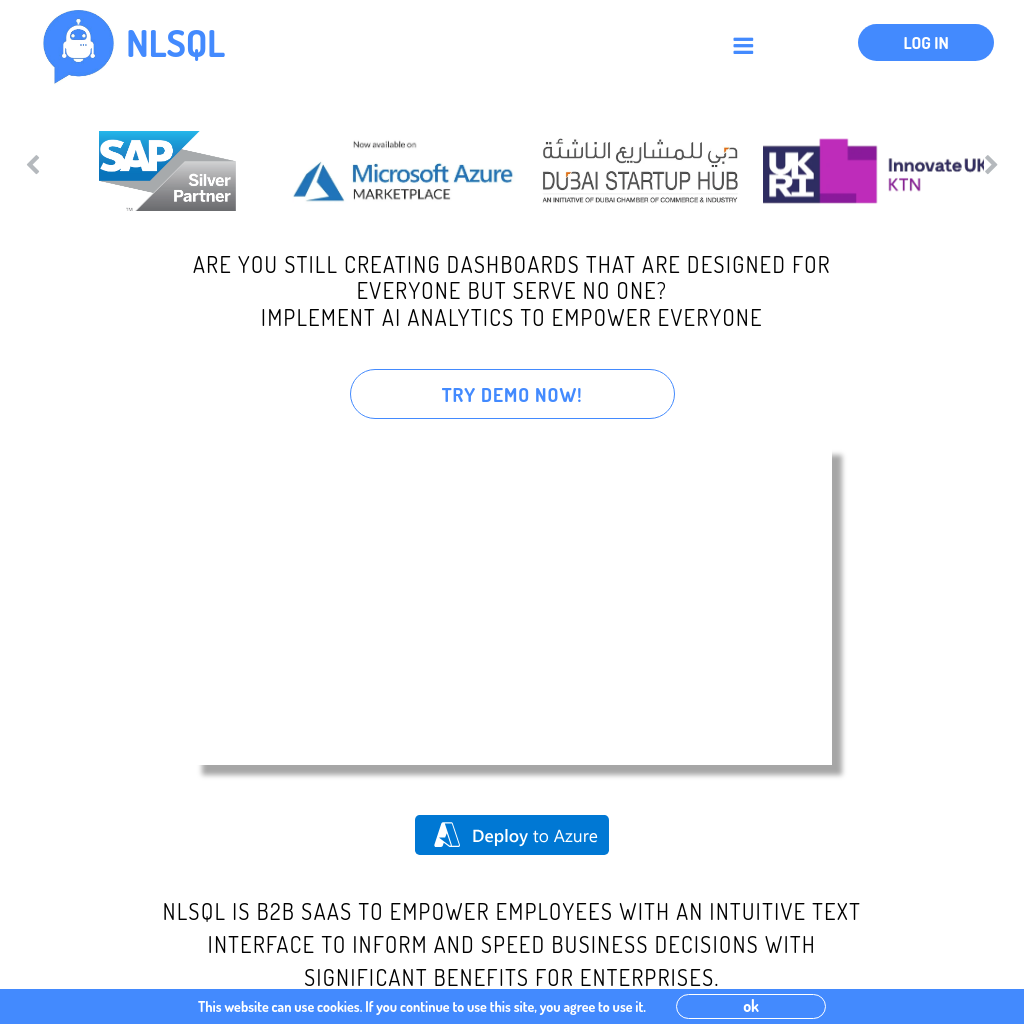 NLSQL
LOG IN
SAP
Silver
Partner
TM
Now available on
Microsoft Azure
MARKETPLACE
دبي للمشاريع الناشئة
DUBAI STARTUP HUB
AN INITIATIVE OF DUBAI CHAMBER OF COMMERCE & INDUSTRY
UK
RI
Innovate UK
KTN
ARE YOU STILL CREATING DASHBOARDS THAT ARE DESIGNED FOR
EVERYONE BUT SERVE NO ONE?
IMPLEMENT AI ANALYTICS TO EMPOWER EVERYONE
TRY DEMO NOW!
Deploy to Azure
NLSQL IS B2B SAAS TO EMPOWER EMPLOYEES WITH AN INTUITIVE TEXT
INTERFACE TO INFORM AND SPEED BUSINESS DECISIONS WITH
SIGNIFICANT BENEFITS FOR ENTERPRISES.
This website can use cookies. If you continue to use this site, you agree to use it.
ok